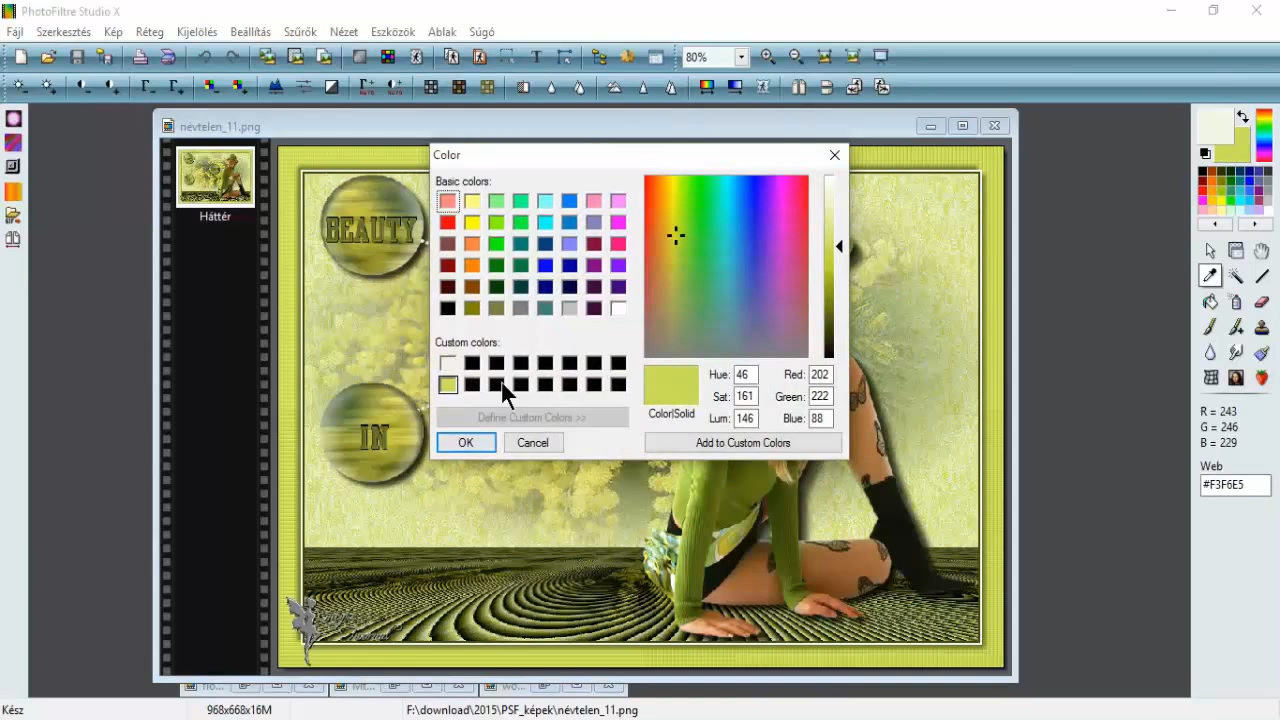 PhotoFiltre Studio X
Fájl Szerkesztés Kép Réteg Kijelölés Beállítás Szűrők Nézet Eszközök Ablak Súgó
80%
névtelen_11.png
Háttér
BEAUTY
IN
Color
Basic colors:
Custom colors:
Define Custom Colors >>
OK Cancel
Color|Solid
Hue: 46 Red: 202
Sat: 161 Green: 222
Lum: 146 Blue: 88
Add to Custom Colors
R = 243
G = 246
B = 229
Web
#F3F6E5
Kész 968x668x16M F:\download\2015\PSF_képek\névtelen_11.png